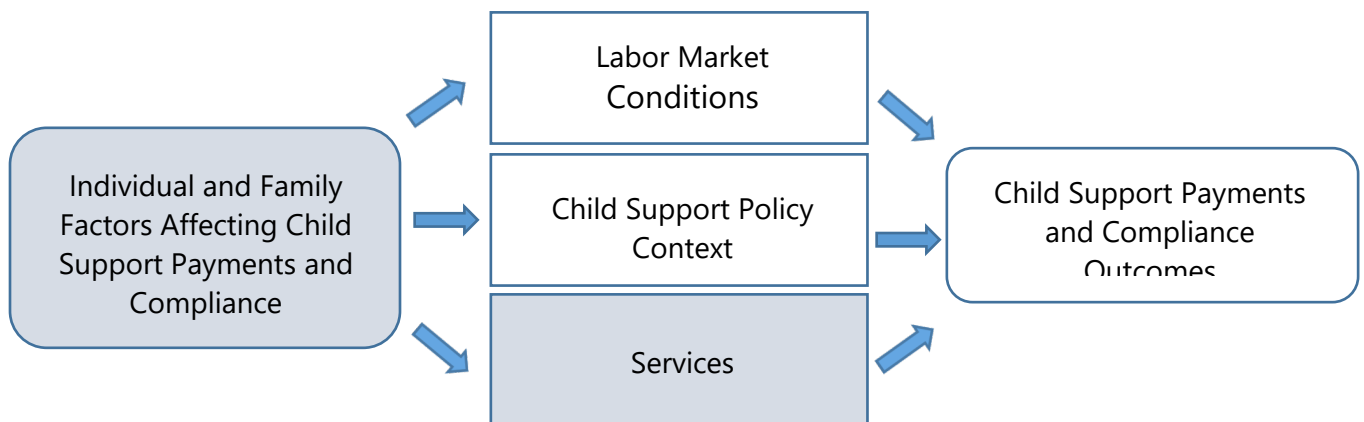 Labor Market
Conditions
Individual and Family
Factors Affecting Child
Support Payments and
Compliance
Child Support Policy
Context
Services
Child Support Payments
and Compliance
Outcomes